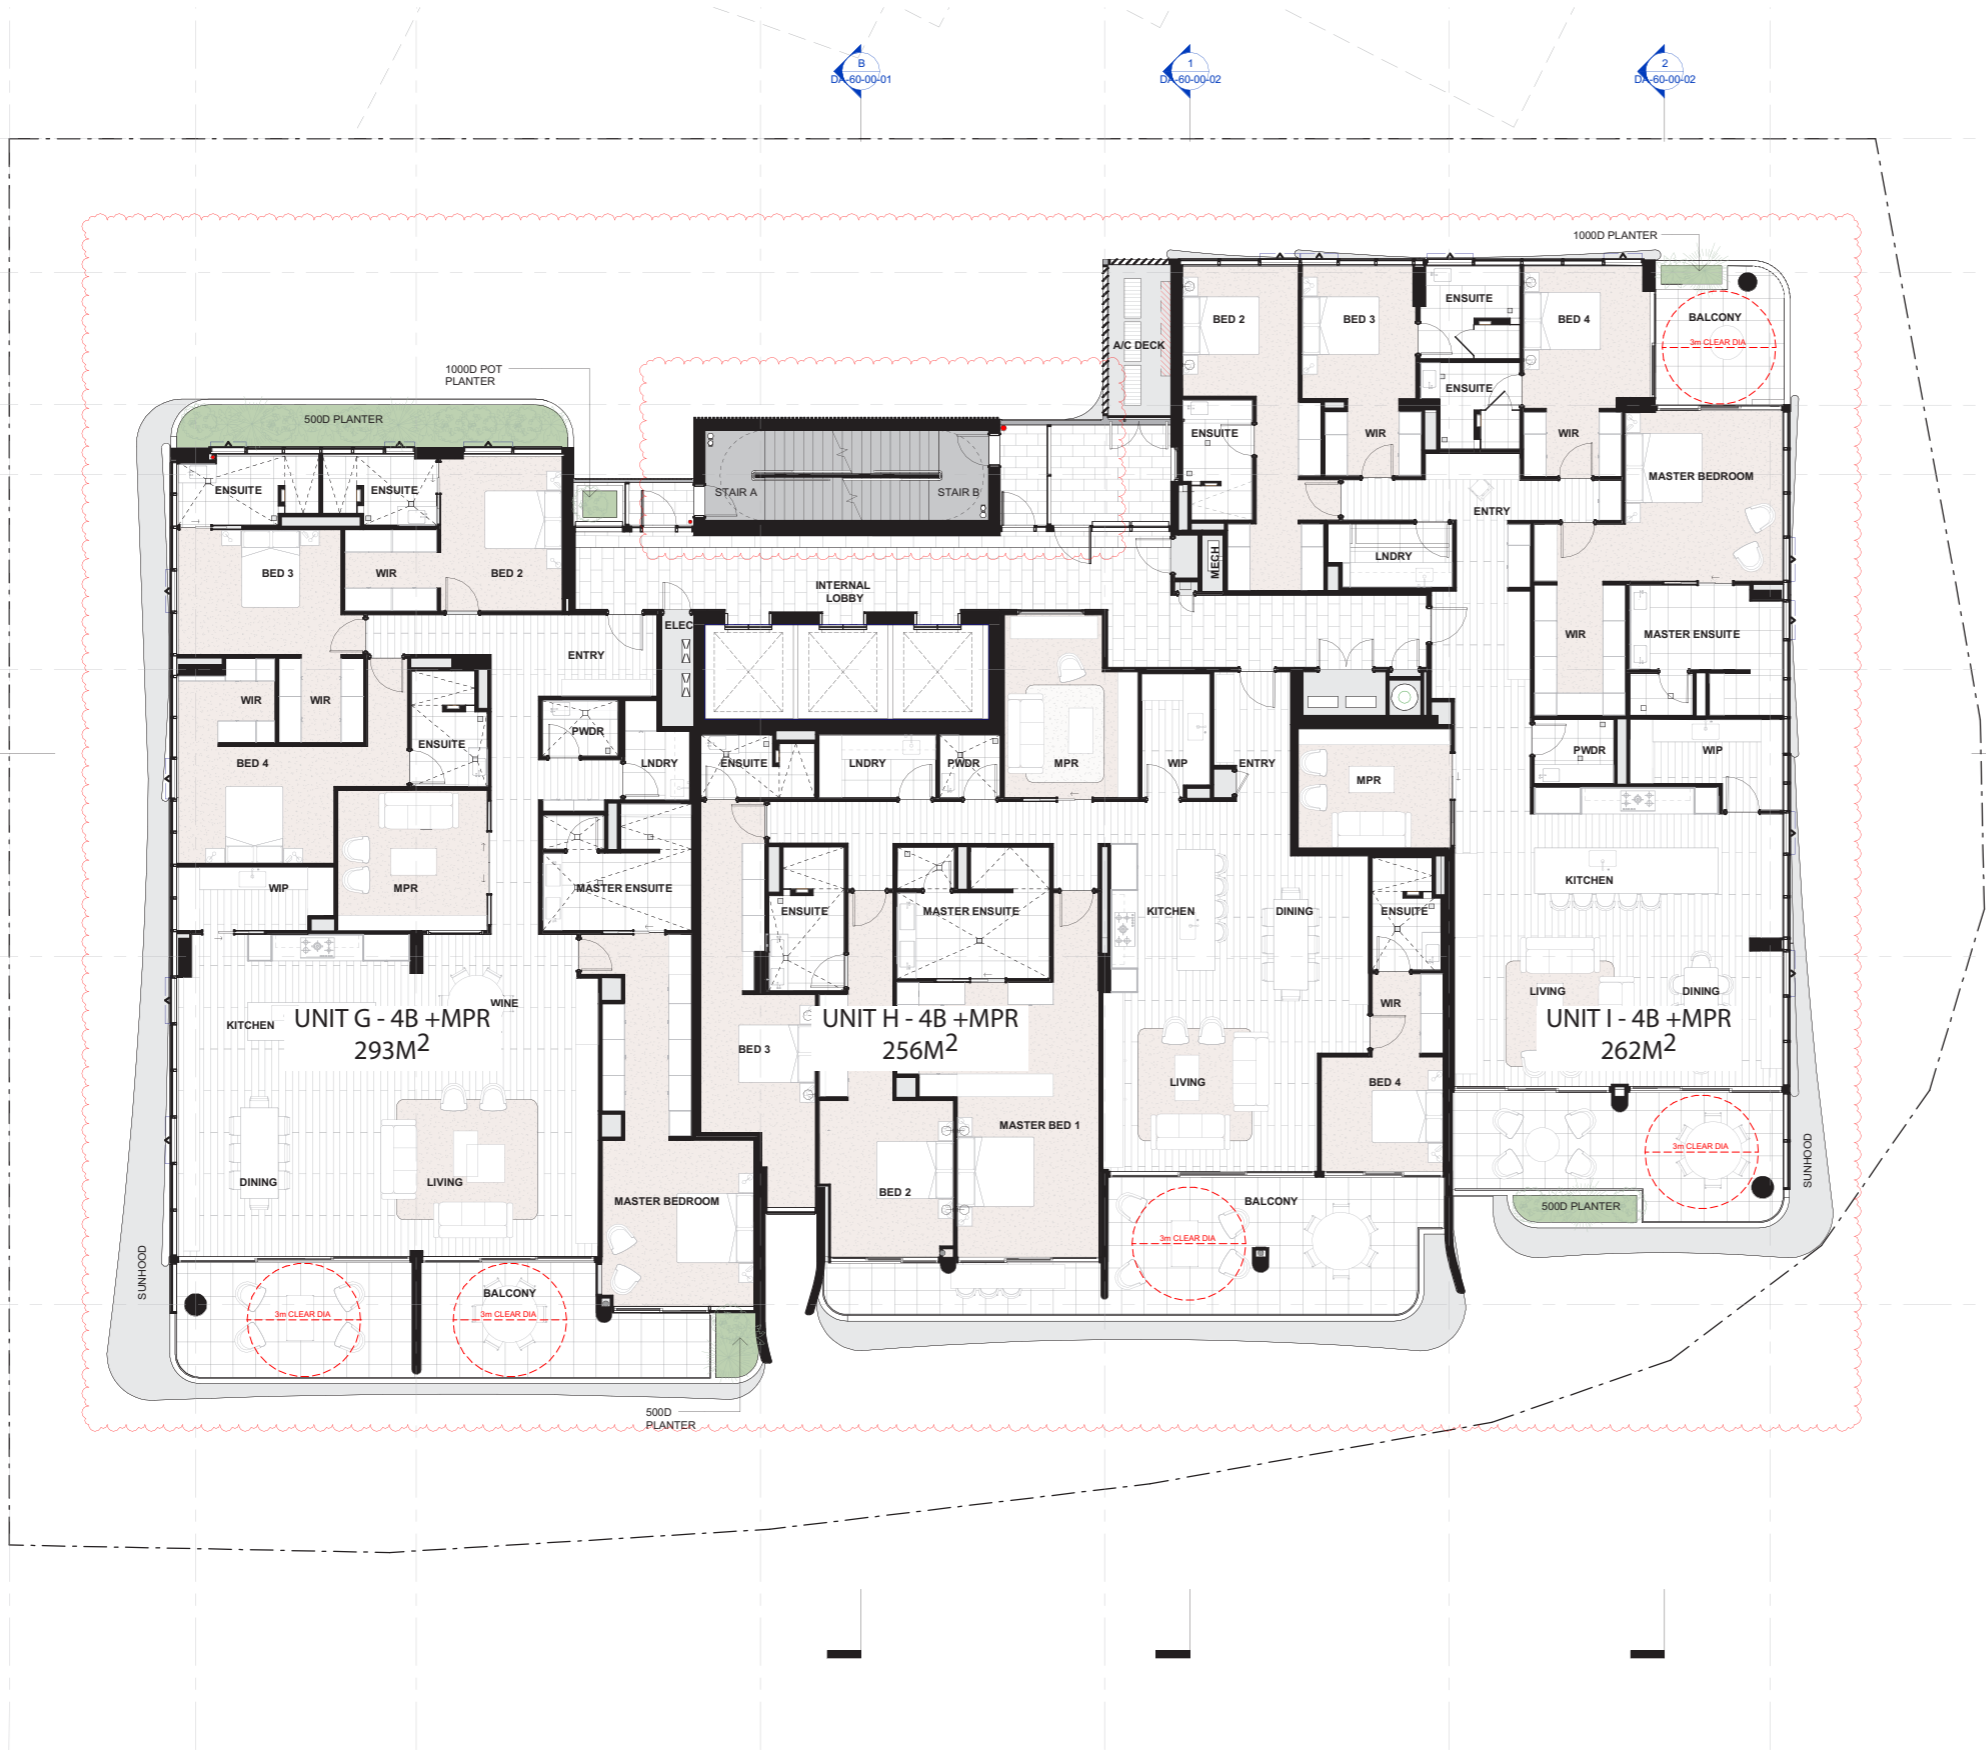 B
DA-60-00-01
1
DA-60-00-02
2
DA-60-00-02
1000D PLANTER
BED 2
BED 3
ENSUITE
BED 4
BALCONY
3m CLEAR DIA
A/C DECK
1000D POT
PLANTER
ENSUITE
500D PLANTER
ENSUITE
WIR
WIR
MASTER BEDROOM
ENSUITE
ENSUITE
STAIR A
STAIR B
ENTRY
BED 3
WIR
BED 2
INTERNAL
LOBBY
MECH
LNDRY
ELEC
WIR
MASTER ENSUITE
ENTRY
WIR
WIR
PWDR
ENSUITE
PWDR
WIP
BED 4
LNDRY
ENSUITE
LNDRY
PWDR
MPR
WIP
ENTRY
MPR
WIP
MPR
MASTER ENSUITE
KITCHEN
ENSUITE
MASTER ENSUITE
KITCHEN
DINING
ENSUITE
LIVING
DINING
WINE
WIR
KITCHEN
UNIT G - 4B +MPR
293M2
UNIT H - 4B +MPR
256M2
UNIT I - 4B +MPR
262M2
BED 3
LIVING
BED 4
MASTER BED 1
3m CLEAR DIA
SUNHOOD
DINING
LIVING
BED 2
MASTER BEDROOM
BALCONY
500D PLANTER
3m CLEAR DIA
SUNHOOD
BALCONY
3m CLEAR DIA
3m CLEAR DIA
500D
PLANTER